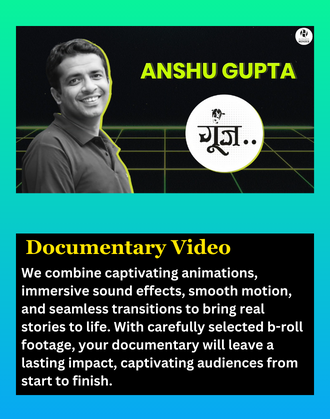 ANSHU GUPTA
गूंज..
Documentary Video
We combine captivating animations,
immersive sound effects, smooth motion,
and seamless transitions to bring real
stories to life. With carefully selected b-roll
footage, your documentary will leave a
lasting impact, captivating audiences from
start to finish.